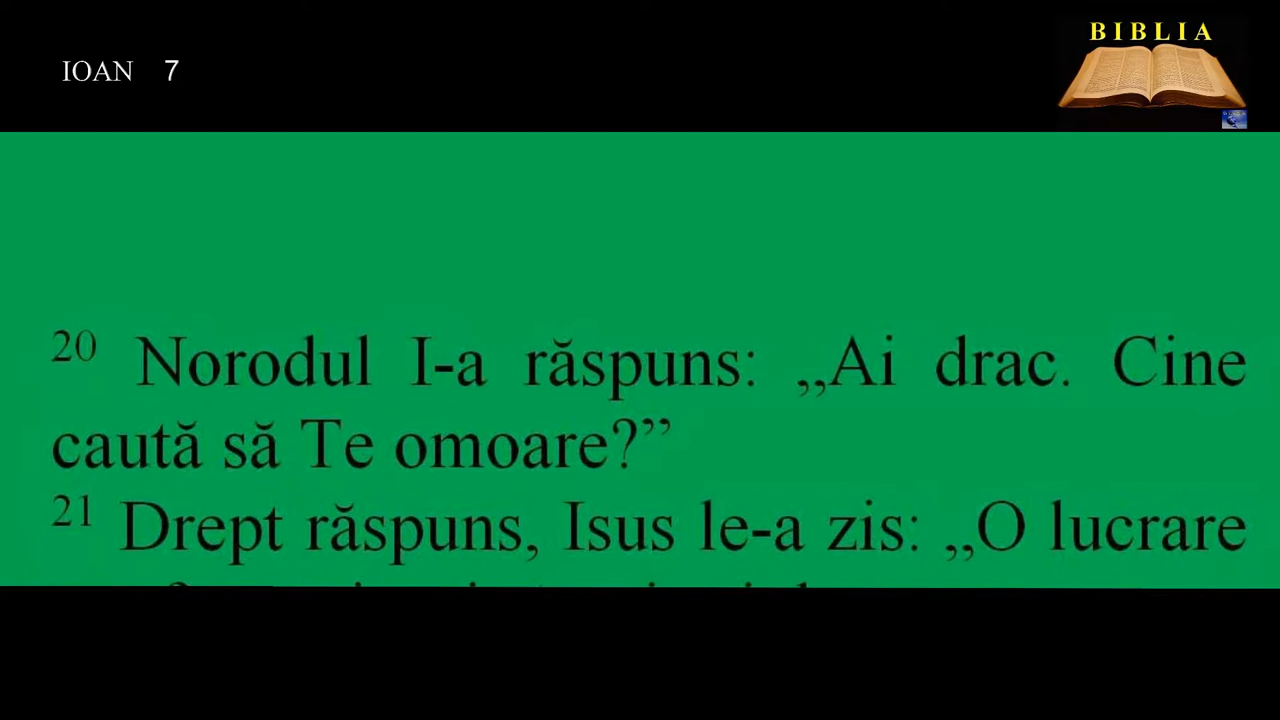 BIBLIA
IOAN 7
20 Norodul I-a răspuns: „Ai drac. Cine
caută să Te omoare?”
21 Drept răspuns, Isus le-a zis: „O lucrare